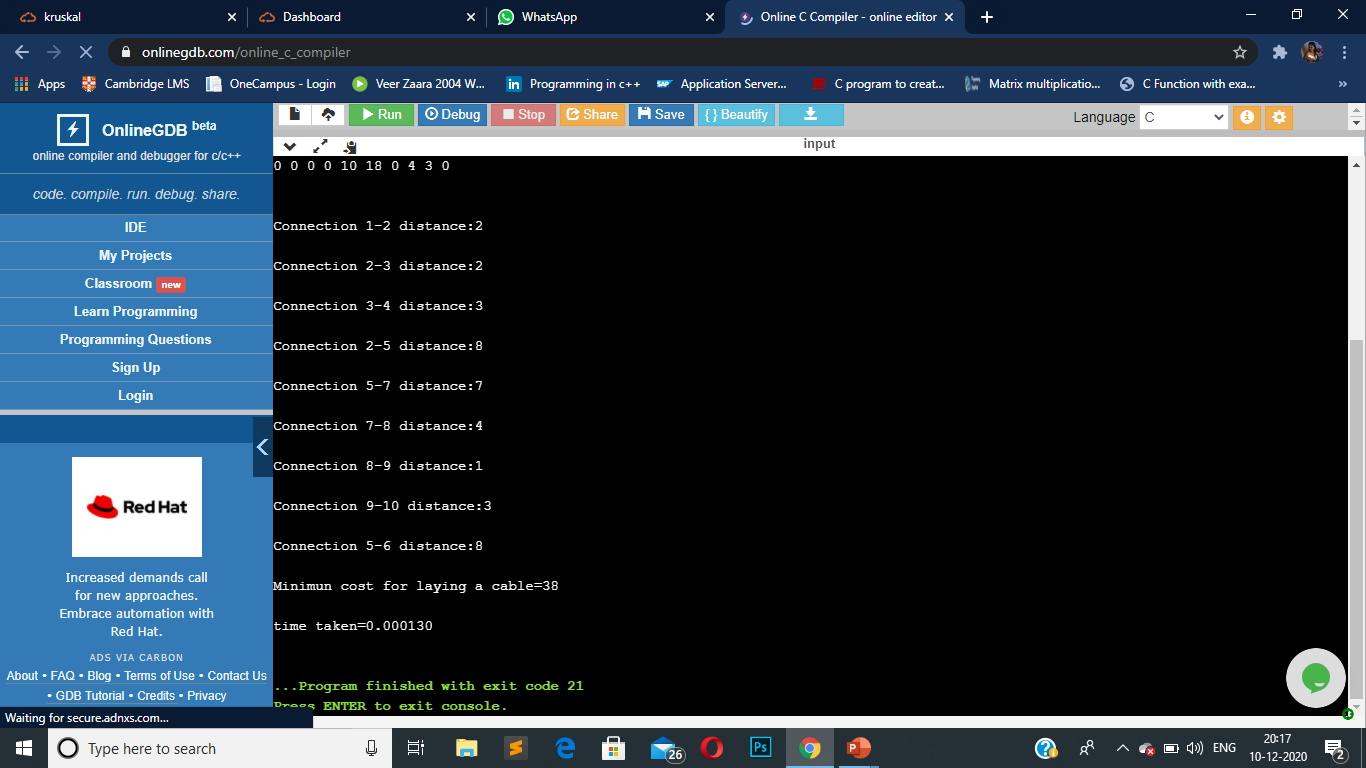 kruskal
Dashboard
WhatsApp
Online C Compiler - online editor
onlinegdb.com/online_c_compiler
Apps
Cambridge LMS
OneCampus - Login
Veer Zaara 2004 W...
Programming in c++
Application Server...
C program to creat...
Matrix multiplicatio...
C Function with exa...
»
OnlineGDB beta
online compiler and debugger for c/c++
code. compile. run. debug. share.
IDE
My Projects
Classroom new
Learn Programming
Programming Questions
Sign Up
Login
Red Hat
Increased demands call
for new approaches.
Embrace automation with
Red Hat.
ADS VIA CARBON
About • FAQ • Blog • Terms of Use • Contact Us
• GDB Tutorial • Credits • Privacy
Waiting for secure.adnxs.com...
Run
Debug
Stop
Share
Save
{ } Beautify
Language C
input
0 0 0 0 10 18 0 4 3 0
Connection 1-2 distance:2
Connection 2-3 distance:2
Connection 3-4 distance:3
Connection 2-5 distance:8
Connection 5-7 distance:7
Connection 7-8 distance:4
Connection 8-9 distance:1
Connection 9-10 distance:3
Connection 5-6 distance:8
Minimun cost for laying a cable=38
time taken=0.000130
...Program finished with exit code 21
Press ENTER to exit console.
Type here to search
26
Ps
ENG
20:17
10-12-2020
2